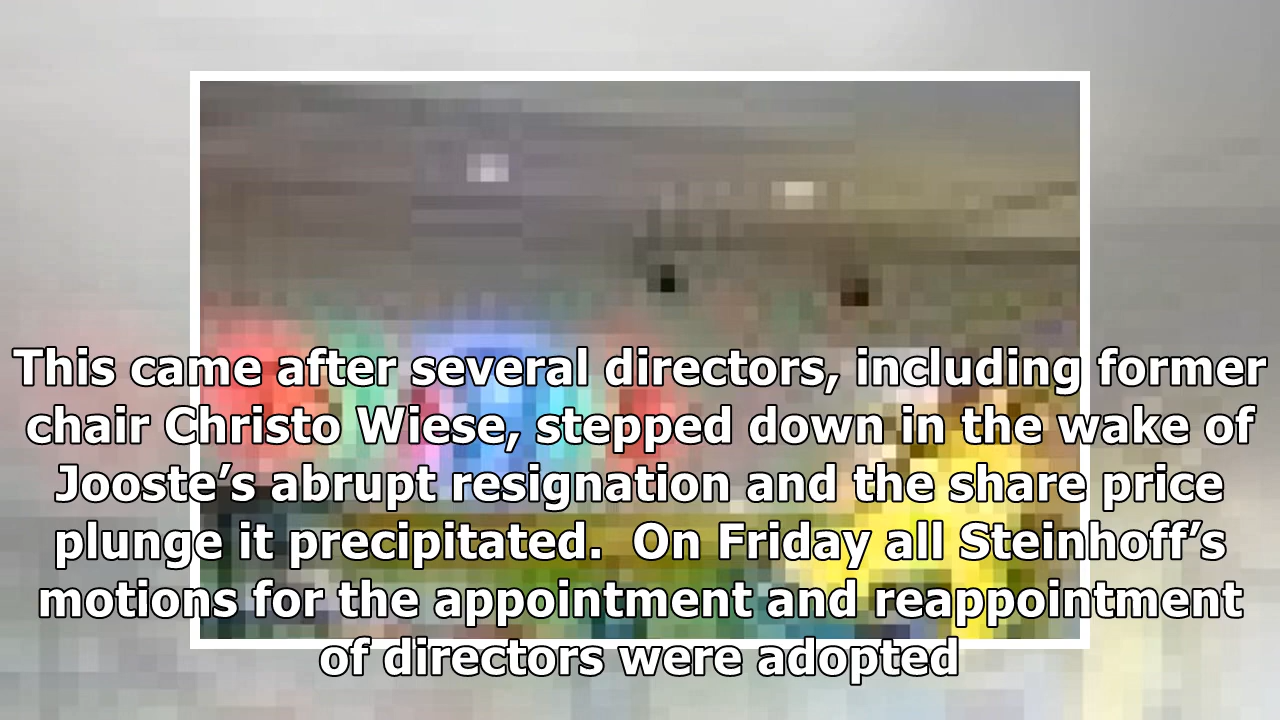 This came after several directors, including former
chair Christo Wiese, stepped down in the wake of
Jooste’s abrupt resignation and the share price
plunge it precipitated.  On Friday all Steinhoff’s
motions for the appointment and reappointment
of directors were adopted